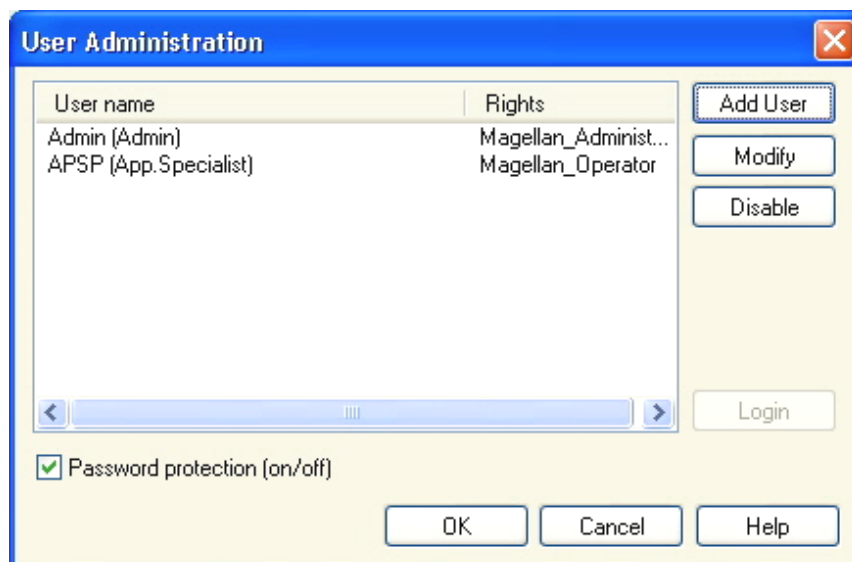 User Administration
User name Rights
Admin (Admin) Magellan_Administ...
APSP (App.Specialist) Magellan_Operator
Add User
Modify
Disable
Login
Password protection (on/off)
OK Cancel Help